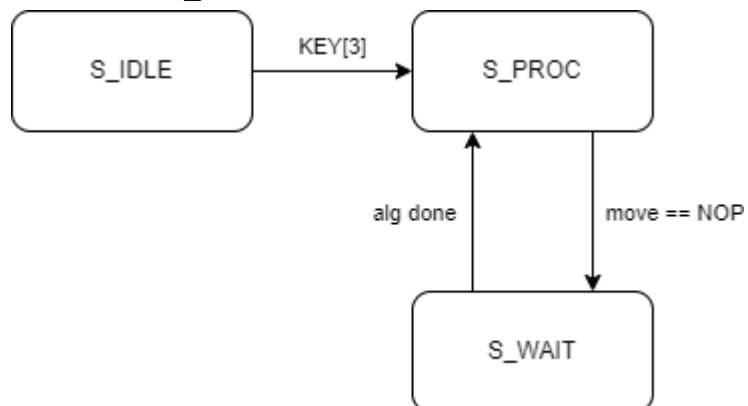 S_IDLE
KEY[3]
S_PROC
alg done
move == NOP
S_WAIT